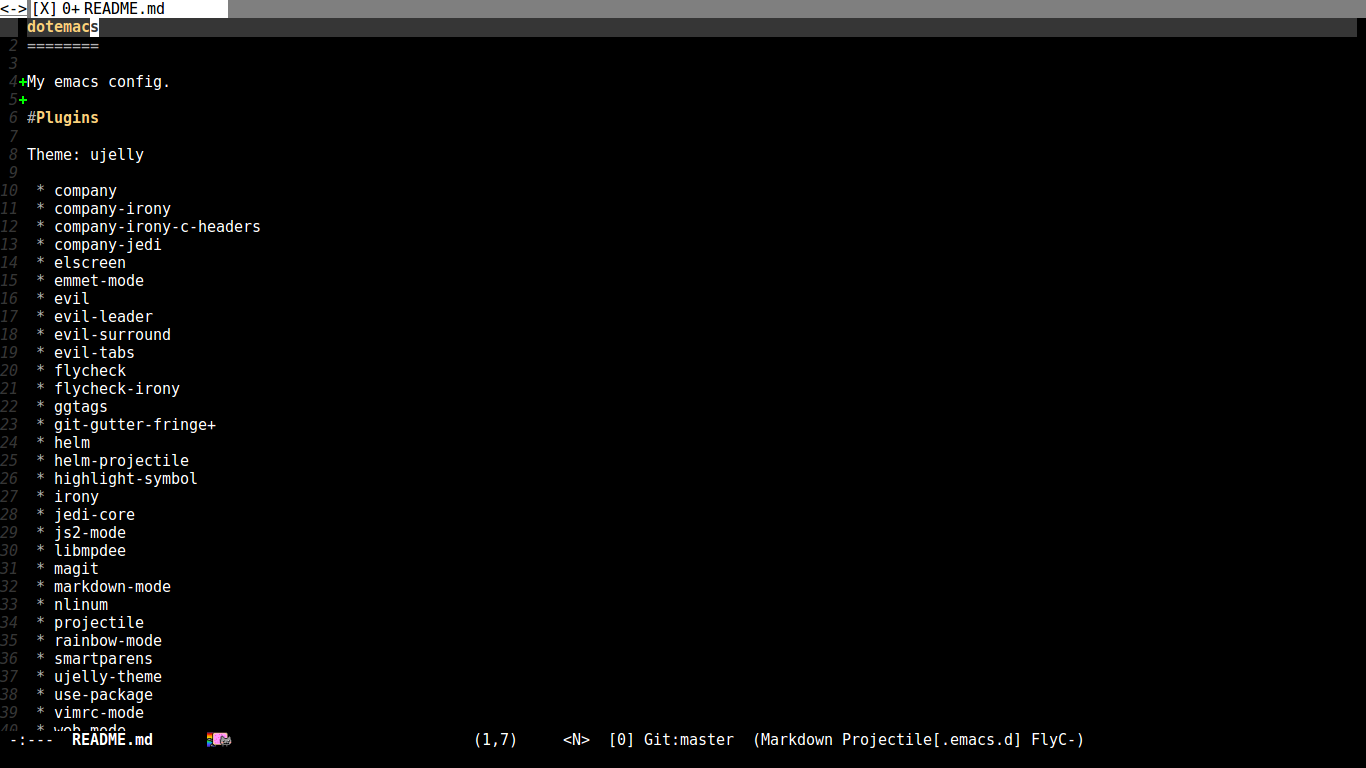 <-> [X] 0+ README.md
dotemacs
2 ========
3
4 +My emacs config.
5 +
6 #Plugins
7
8 Theme: ujelly
9
10 * company
11 * company-irony
12 * company-irony-c-headers
13 * company-jedi
14 * elscreen
15 * emmet-mode
16 * evil
17 * evil-leader
18 * evil-surround
19 * evil-tabs
20 * flycheck
21 * flycheck-irony
22 * ggtags
23 * git-gutter-fringe+
24 * helm
25 * helm-projectile
26 * highlight-symbol
27 * irony
28 * jedi-core
29 * js2-mode
30 * libmpdee
31 * magit
32 * markdown-mode
33 * nlinum
34 * projectile
35 * rainbow-mode
36 * smartparens
37 * ujelly-theme
38 * use-package
39 * vimrc-mode
40 * web-mode
-:--- README.md (1,7) <N> [0] Git:master (Markdown Projectile[.emacs.d] FlyC-)